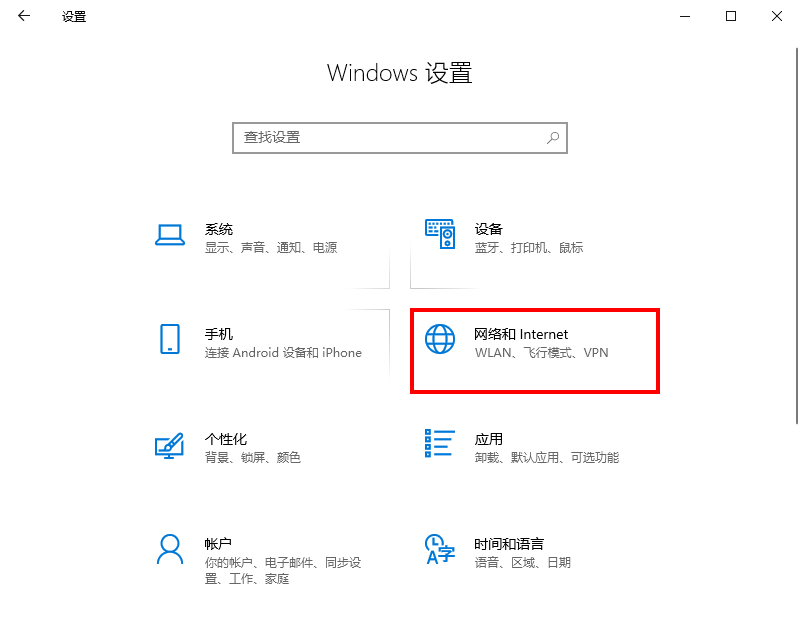 设置
Windows 设置
查找设置
系统
显示、声音、通知、电源
设备
蓝牙、打印机、鼠标
手机
连接 Android 设备和 iPhone
网络和 Internet
WLAN、飞行模式、VPN
个性化
背景、锁屏、颜色
应用
卸载、默认应用、可选功能
帐户
你的帐户、电子邮件、同步设
置、工作、家庭
时间和语言
语音、区域、日期